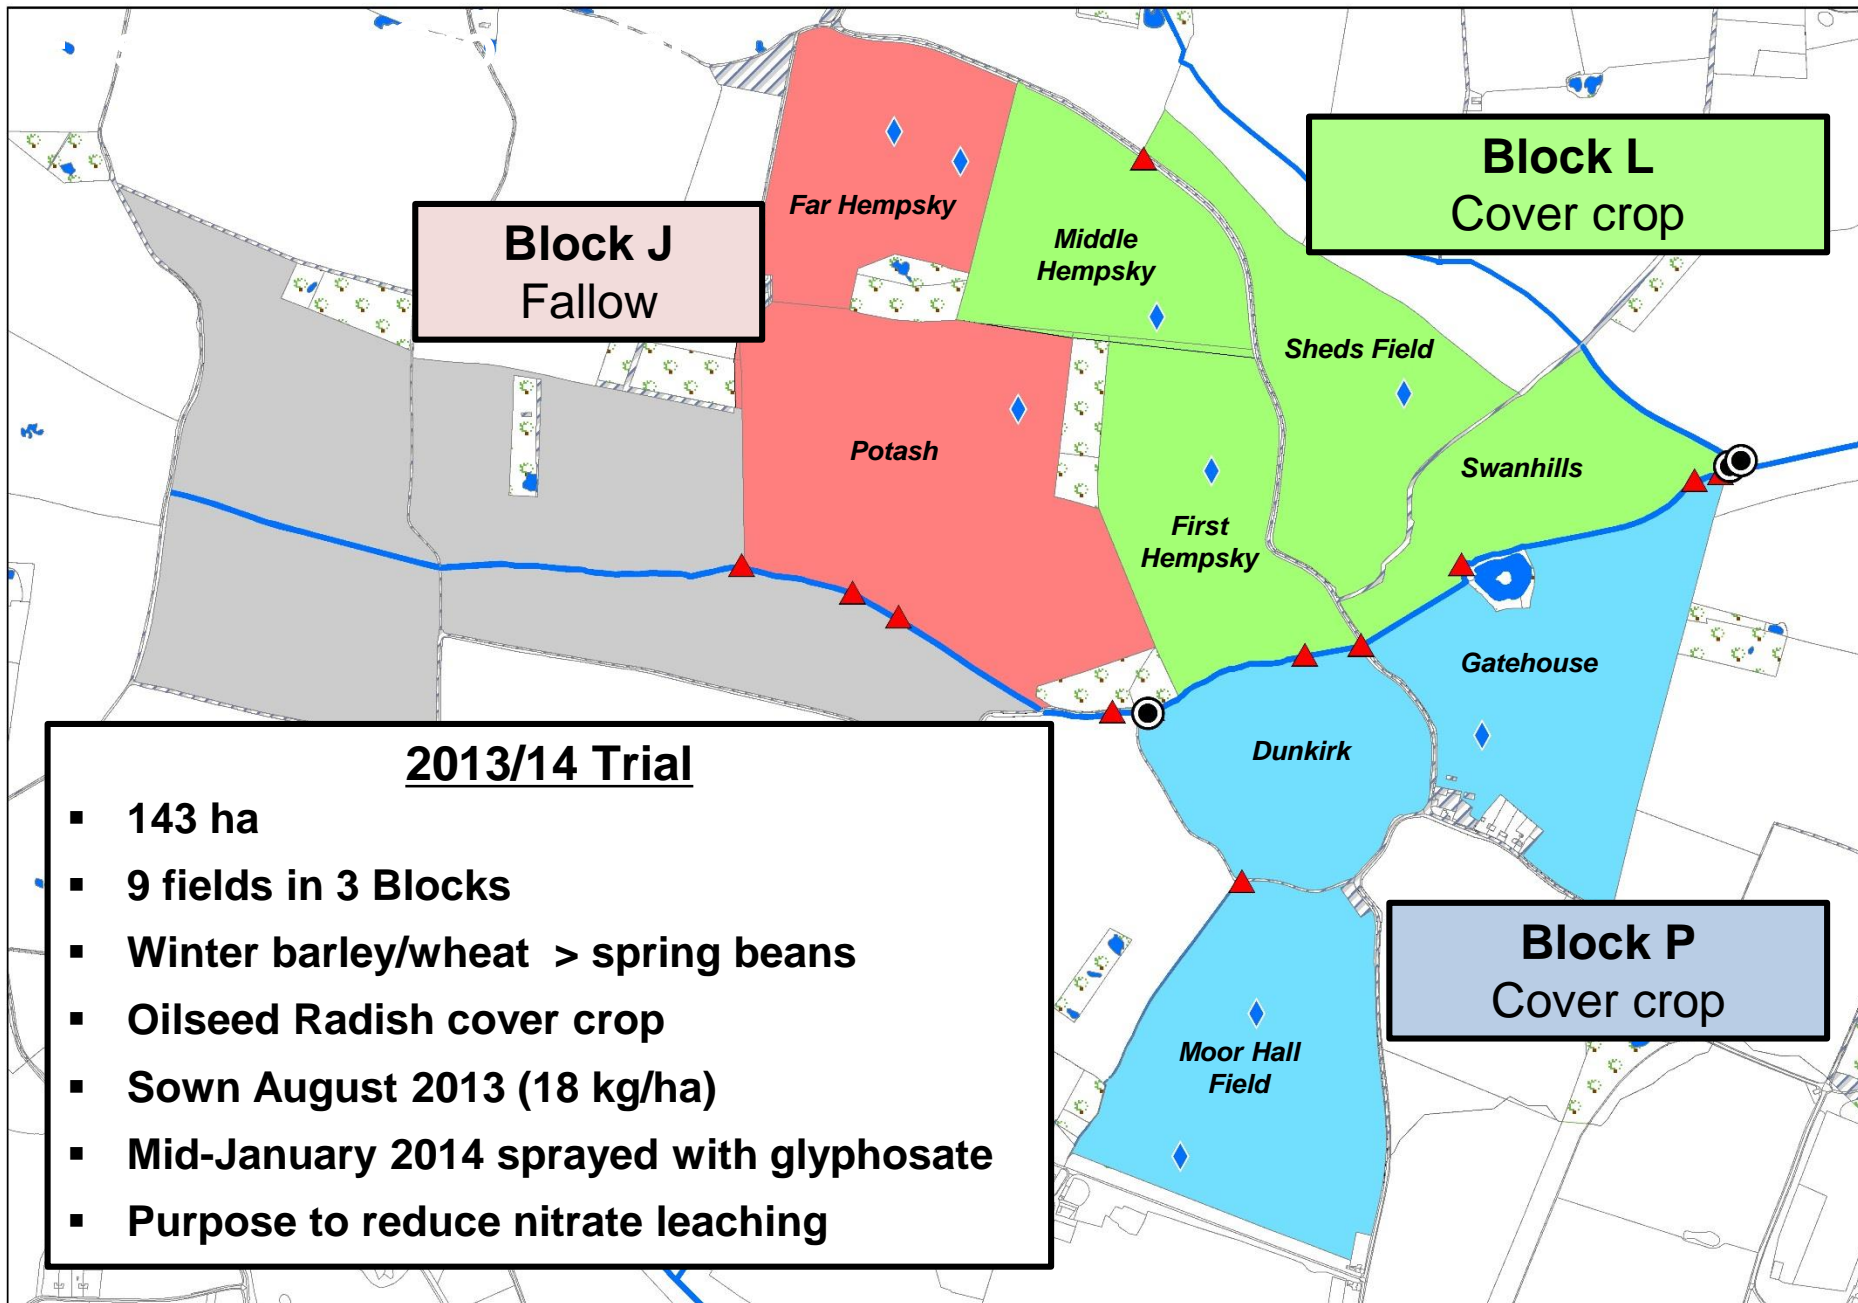 Block L
Cover crop
Far Hempsky
Block J
Fallow
Middle
Hempsky
Sheds Field
Potash
Swanhills
First
Hempsky
Gatehouse
Dunkirk
2013/14 Trial
▪ 143 ha
▪ 9 fields in 3 Blocks
▪ Winter barley/wheat > spring beans
▪ Oilseed Radish cover crop
▪ Sown August 2013 (18 kg/ha)
▪ Mid-January 2014 sprayed with glyphosate
▪ Purpose to reduce nitrate leaching
Block P
Cover crop
Moor Hall
Field